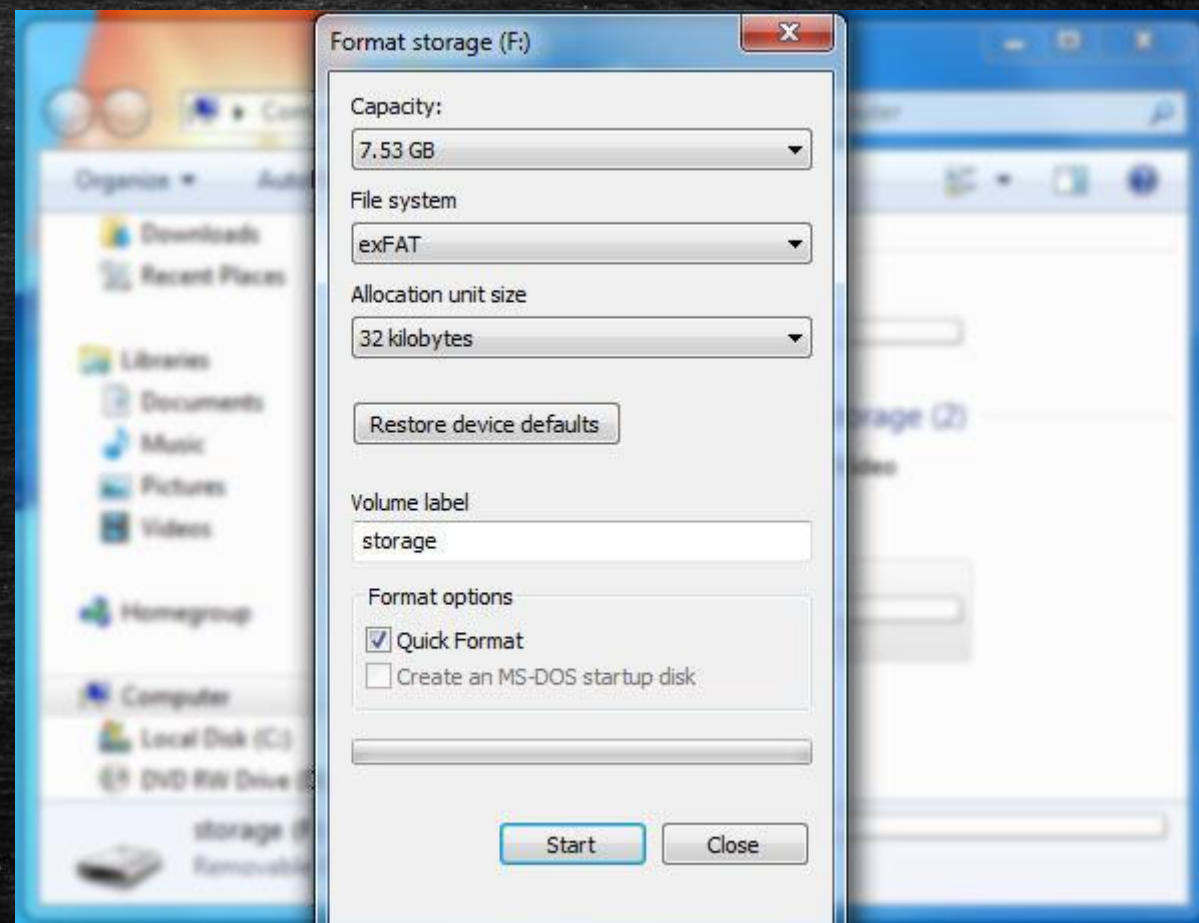 Format storage (F:)
Capacity:
7.53 GB
File system
exFAT
Allocation unit size
32 kilobytes
Restore device defaults
Volume label
storage
Format options
Quick Format
Create an MS-DOS startup disk
Start
Close
Organize
Downloads
Recent Places
Libraries
Documents
Music
Pictures
Videos
Homegroup
Computer
Local Disk (C:)
DVD RW Drive
storage
(2)